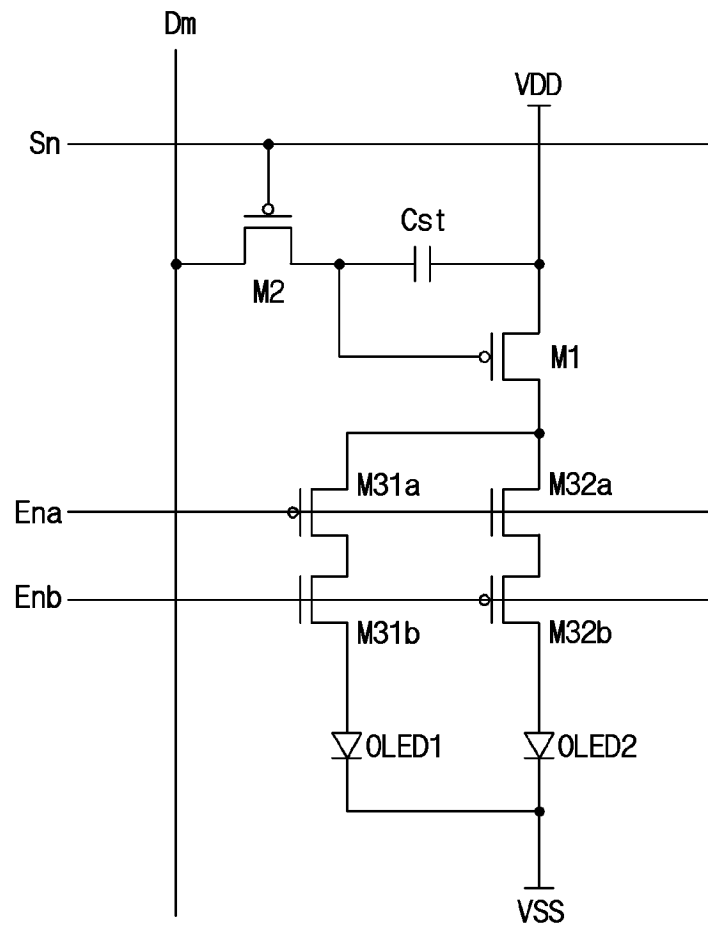 Dm
VDD
Sn
Cst
M2
M1
M31a
M32a
Ena
Enb
M31b
M32b
OLED1
OLED2
VSS